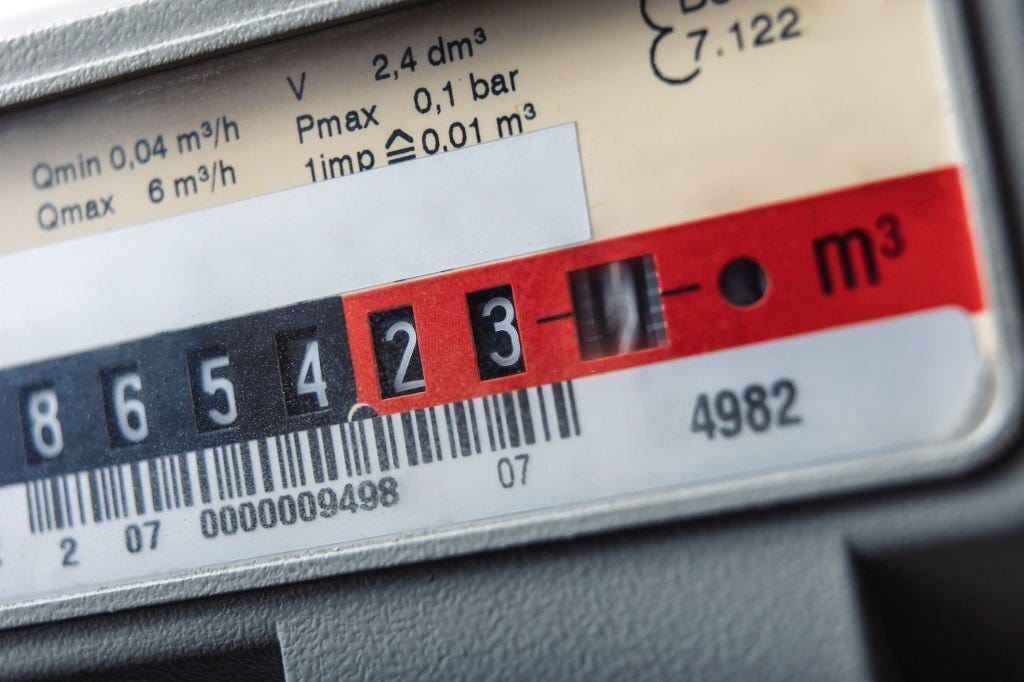 V 2,4 dm³
7.122
Qmin 0,04 m³/h Pmax 0,1 bar
Qmax 6 m³/h 1imp ≙ 0,01 m³
8 6 5 4 2 3 m³
4982
2 07 0000009498 07